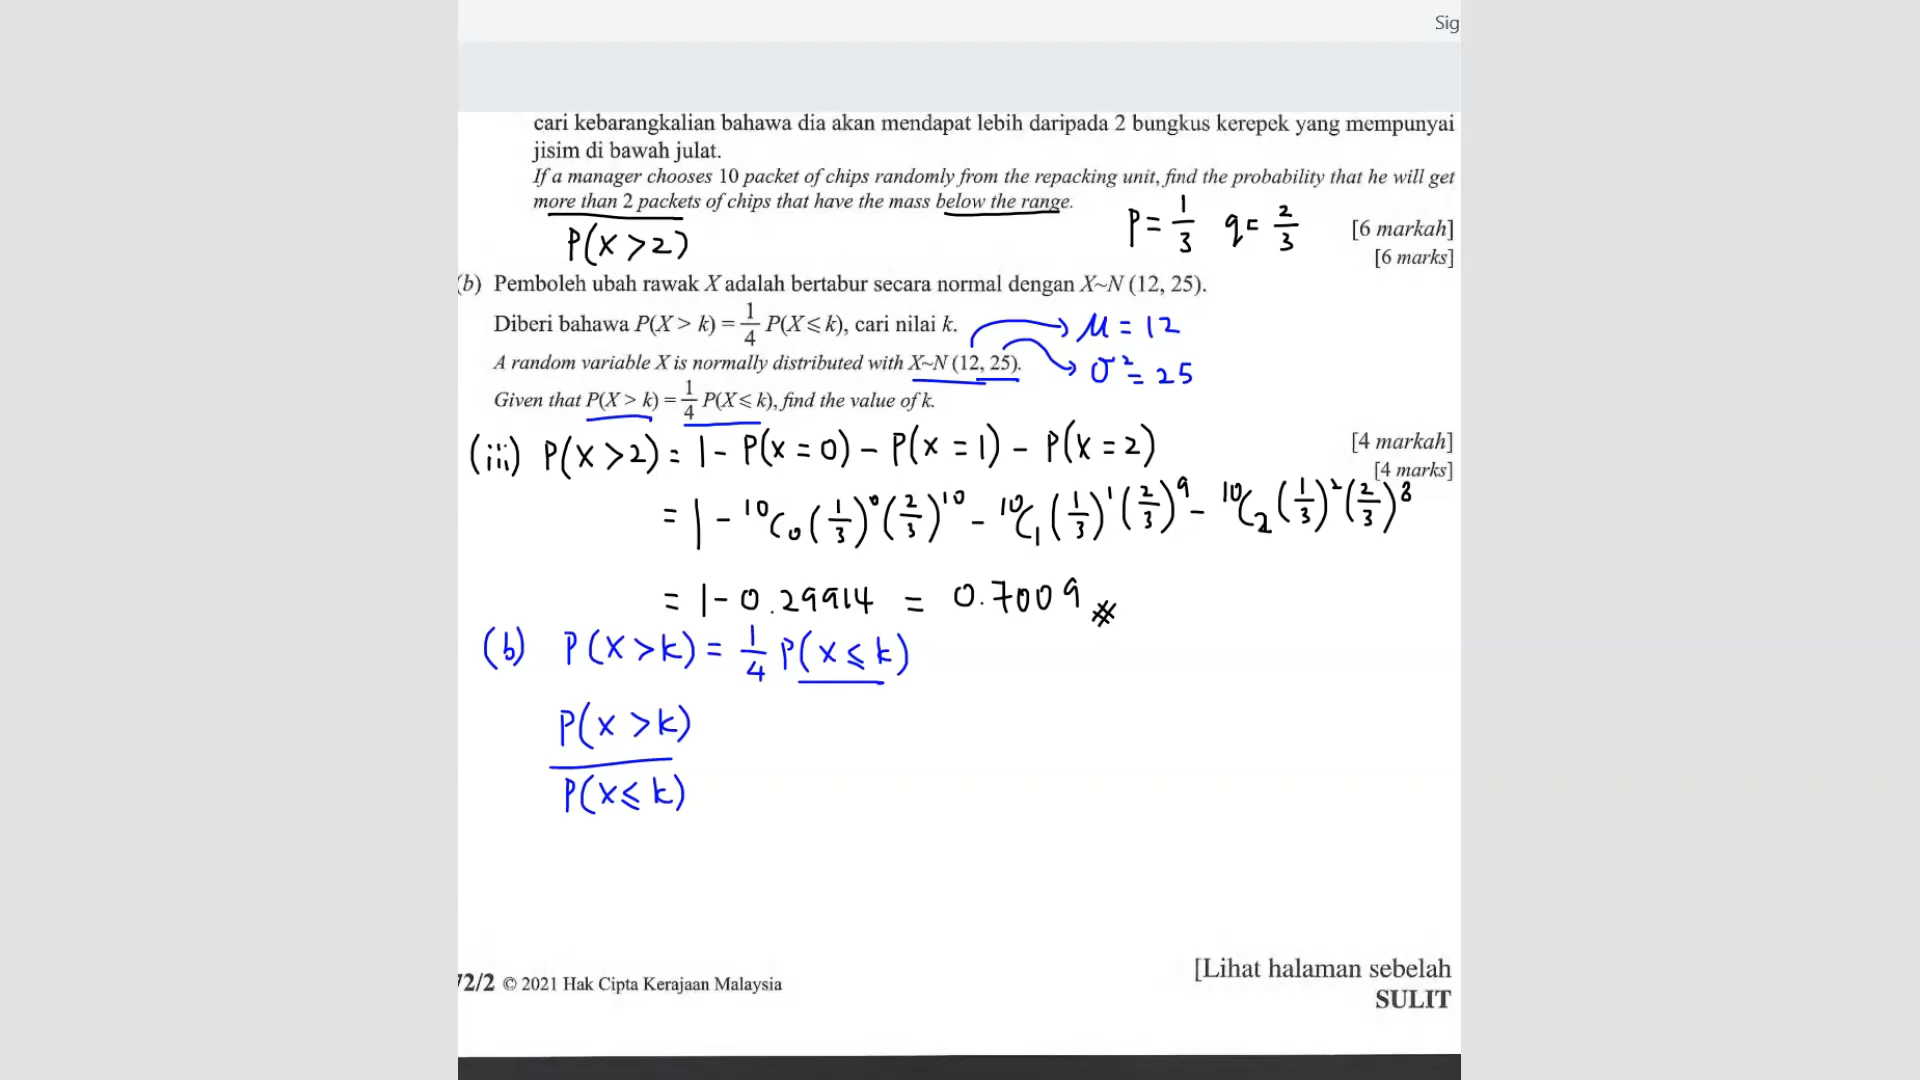 Sig
cari kebarangkalian bahawa dia akan mendapat lebih daripada 2 bungkus kerepek yang mempunyai
jisim di bawah julat.
If a manager chooses 10 packet of chips randomly from the repacking unit, find the probability that he will get
more than 2 packets of chips that have the mass below the range.
P(X>2)
P = 1/3 q = 2/3
[6 markah]
[6 marks]
(b) Pemboleh ubah rawak X adalah bertabur secara normal dengan X~N (12, 25).
Diberi bahawa P(X > k) = 1/4 P(X ⩽ k), cari nilai k.
μ = 12
A random variable X is normally distributed with X~N (12, 25).
σ² = 25
Given that P(X > k) = 1/4 P(X ⩽ k), find the value of k.
[4 markah]
[4 marks]
(iii) P(X>2) = 1 - P(x=0) - P(x=1) - P(x=2)
= 1 - ¹⁰C₀(1/3)⁰(2/3)¹⁰ - ¹⁰C₁(1/3)¹(2/3)⁹ - ¹⁰C₂(1/3)²(2/3)⁸
= 1 - 0.29914 = 0.7009 #
(b) P(X>k) = 1/4 P(X⩽k)
P(X>k)
P(X⩽k)
72/2 © 2021 Hak Cipta Kerajaan Malaysia
[Lihat halaman sebelah
SULIT